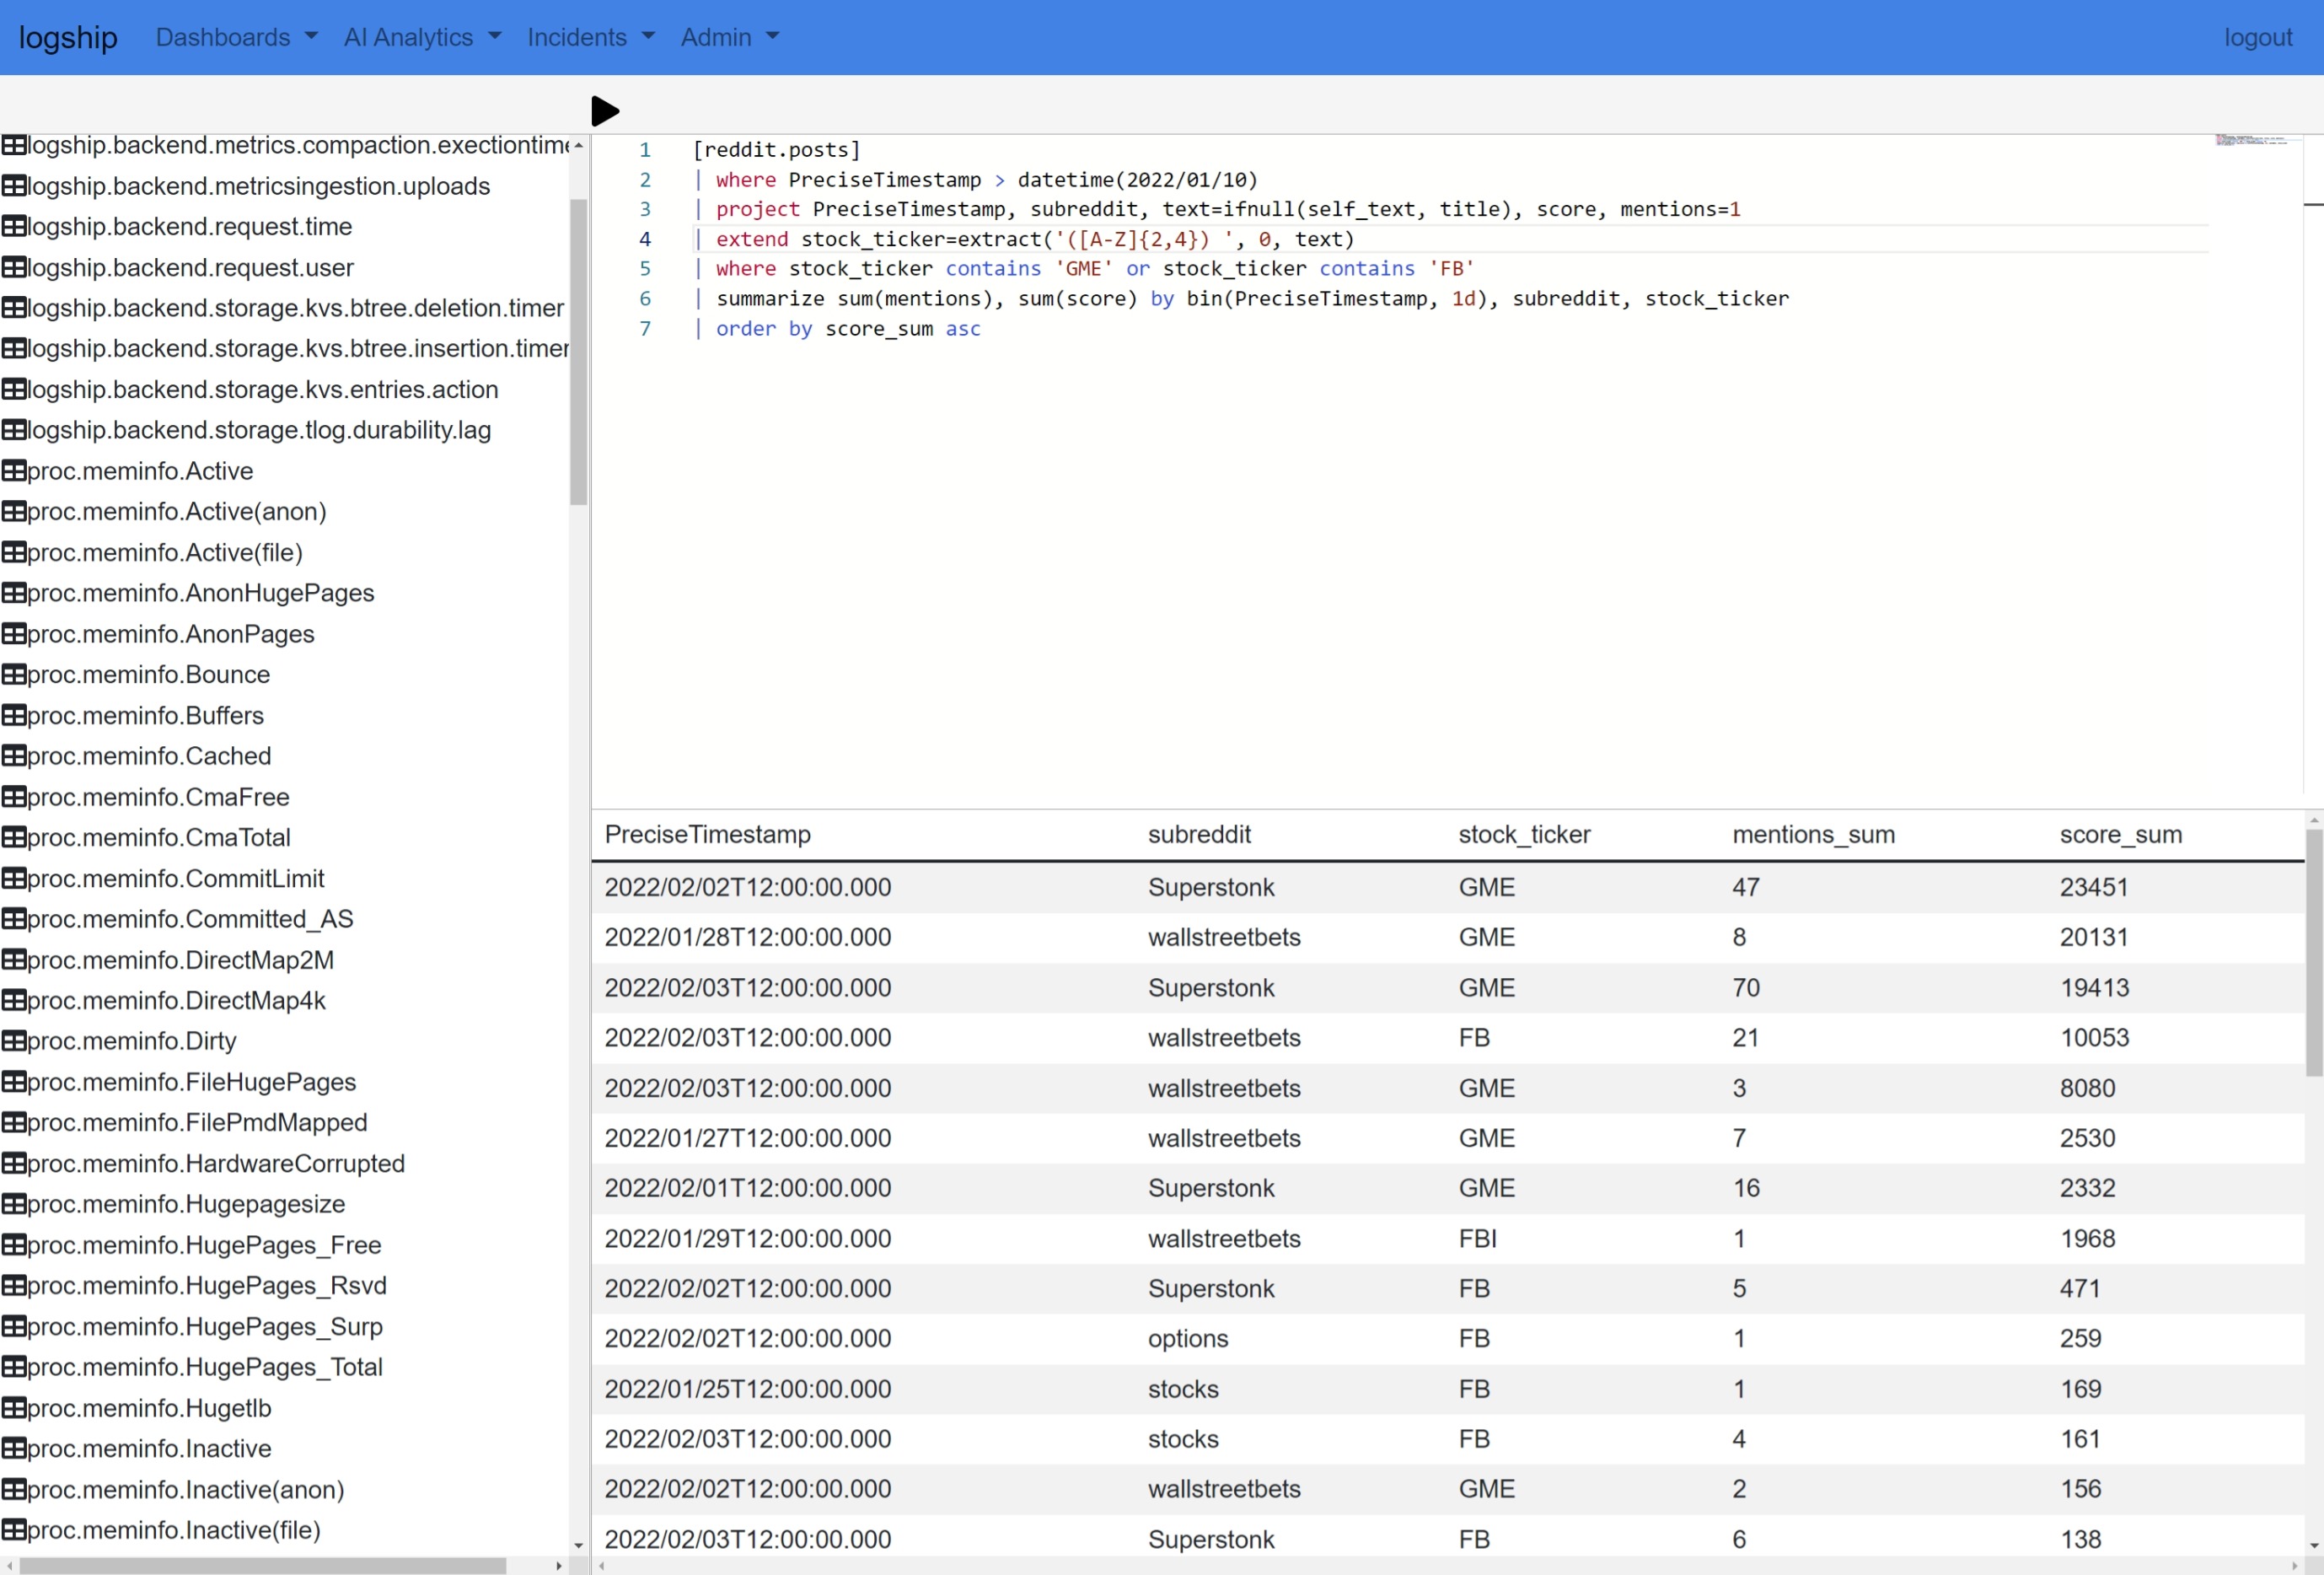 logship Dashboards AI Analytics Incidents Admin logout
logship.backend.metrics.compaction.exectiontime
logship.backend.metricsingestion.uploads
logship.backend.request.time
logship.backend.request.user
logship.backend.storage.kvs.btree.deletion.timer
logship.backend.storage.kvs.btree.insertion.timer
logship.backend.storage.kvs.entries.action
logship.backend.storage.tlog.durability.lag
proc.meminfo.Active
proc.meminfo.Active(anon)
proc.meminfo.Active(file)
proc.meminfo.AnonHugePages
proc.meminfo.AnonPages
proc.meminfo.Bounce
proc.meminfo.Buffers
proc.meminfo.Cached
proc.meminfo.CmaFree
proc.meminfo.CmaTotal
proc.meminfo.CommitLimit
proc.meminfo.Committed_AS
proc.meminfo.DirectMap2M
proc.meminfo.DirectMap4k
proc.meminfo.Dirty
proc.meminfo.FileHugePages
proc.meminfo.FilePmdMapped
proc.meminfo.HardwareCorrupted
proc.meminfo.Hugepagesize
proc.meminfo.HugePages_Free
proc.meminfo.HugePages_Rsvd
proc.meminfo.HugePages_Surp
proc.meminfo.HugePages_Total
proc.meminfo.Hugetlb
proc.meminfo.Inactive
proc.meminfo.Inactive(anon)
proc.meminfo.Inactive(file)
1 [reddit.posts]
2 | where PreciseTimestamp > datetime(2022/01/10)
3 | project PreciseTimestamp, subreddit, text=ifnull(self_text, title), score, mentions=1
4 | extend stock_ticker=extract('([A-Z]{2,4}) ', 0, text)
5 | where stock_ticker contains 'GME' or stock_ticker contains 'FB'
6 | summarize sum(mentions), sum(score) by bin(PreciseTimestamp, 1d), subreddit, stock_ticker
7 | order by score_sum asc
PreciseTimestamp subreddit stock_ticker mentions_sum score_sum
2022/02/02T12:00:00.000 Superstonk GME 47 23451
2022/01/28T12:00:00.000 wallstreetbets GME 8 20131
2022/02/03T12:00:00.000 Superstonk GME 70 19413
2022/02/03T12:00:00.000 wallstreetbets FB 21 10053
2022/02/03T12:00:00.000 wallstreetbets GME 3 8080
2022/01/27T12:00:00.000 wallstreetbets GME 7 2530
2022/02/01T12:00:00.000 Superstonk GME 16 2332
2022/01/29T12:00:00.000 wallstreetbets FBI 1 1968
2022/02/02T12:00:00.000 Superstonk FB 5 471
2022/02/02T12:00:00.000 options FB 1 259
2022/01/25T12:00:00.000 stocks FB 1 169
2022/02/03T12:00:00.000 stocks FB 4 161
2022/02/02T12:00:00.000 wallstreetbets GME 2 156
2022/02/03T12:00:00.000 Superstonk FB 6 138